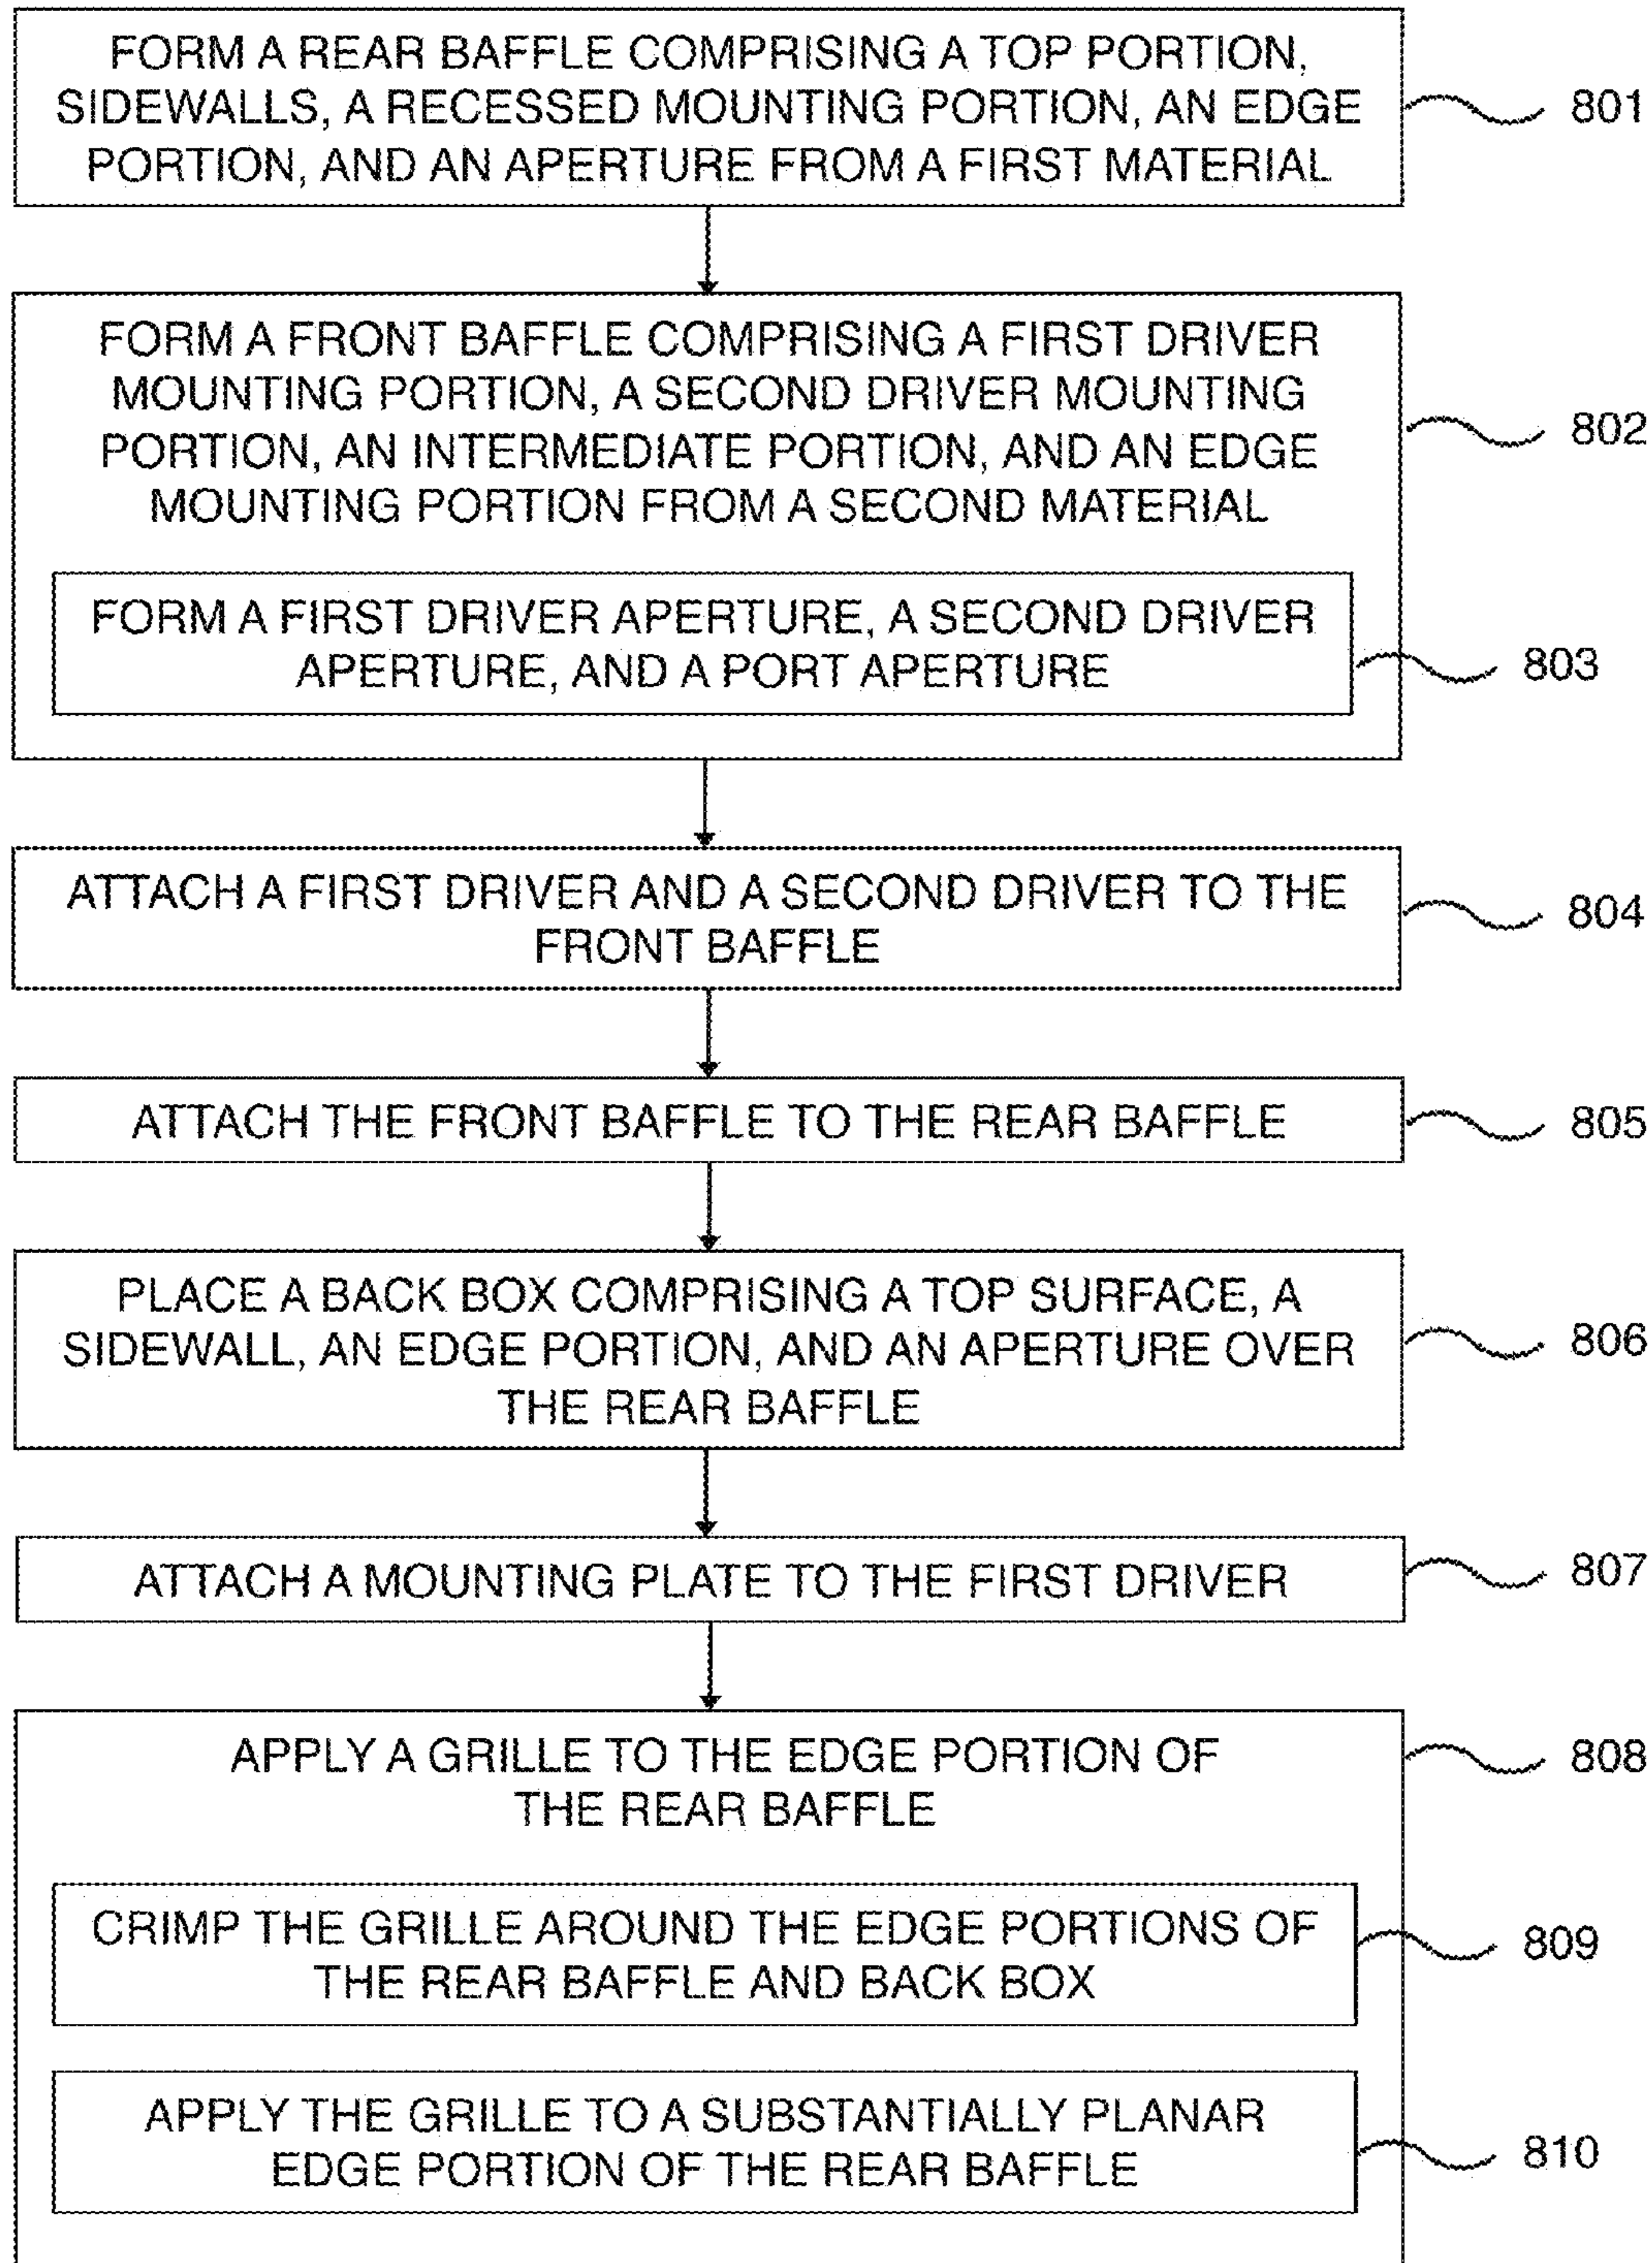 FORM A REAR BAFFLE COMPRISING A TOP PORTION,
SIDEWALLS, A RECESSED MOUNTING PORTION, AN EDGE
PORTION, AND AN APERTURE FROM A FIRST MATERIAL
801
FORM A FRONT BAFFLE COMPRISING A FIRST DRIVER
MOUNTING PORTION, A SECOND DRIVER MOUNTING
PORTION, AN INTERMEDIATE PORTION, AND AN EDGE
MOUNTING PORTION FROM A SECOND MATERIAL
802
FORM A FIRST DRIVER APERTURE, A SECOND DRIVER
APERTURE, AND A PORT APERTURE
803
ATTACH A FIRST DRIVER AND A SECOND DRIVER TO THE
FRONT BAFFLE
804
ATTACH THE FRONT BAFFLE TO THE REAR BAFFLE
805
PLACE A BACK BOX COMPRISING A TOP SURFACE, A
SIDEWALL, AN EDGE PORTION, AND AN APERTURE OVER
THE REAR BAFFLE
806
ATTACH A MOUNTING PLATE TO THE FIRST DRIVER
807
APPLY A GRILLE TO THE EDGE PORTION OF
THE REAR BAFFLE
808
CRIMP THE GRILLE AROUND THE EDGE PORTIONS OF
THE REAR BAFFLE AND BACK BOX
809
APPLY THE GRILLE TO A SUBSTANTIALLY PLANAR
EDGE PORTION OF THE REAR BAFFLE
810